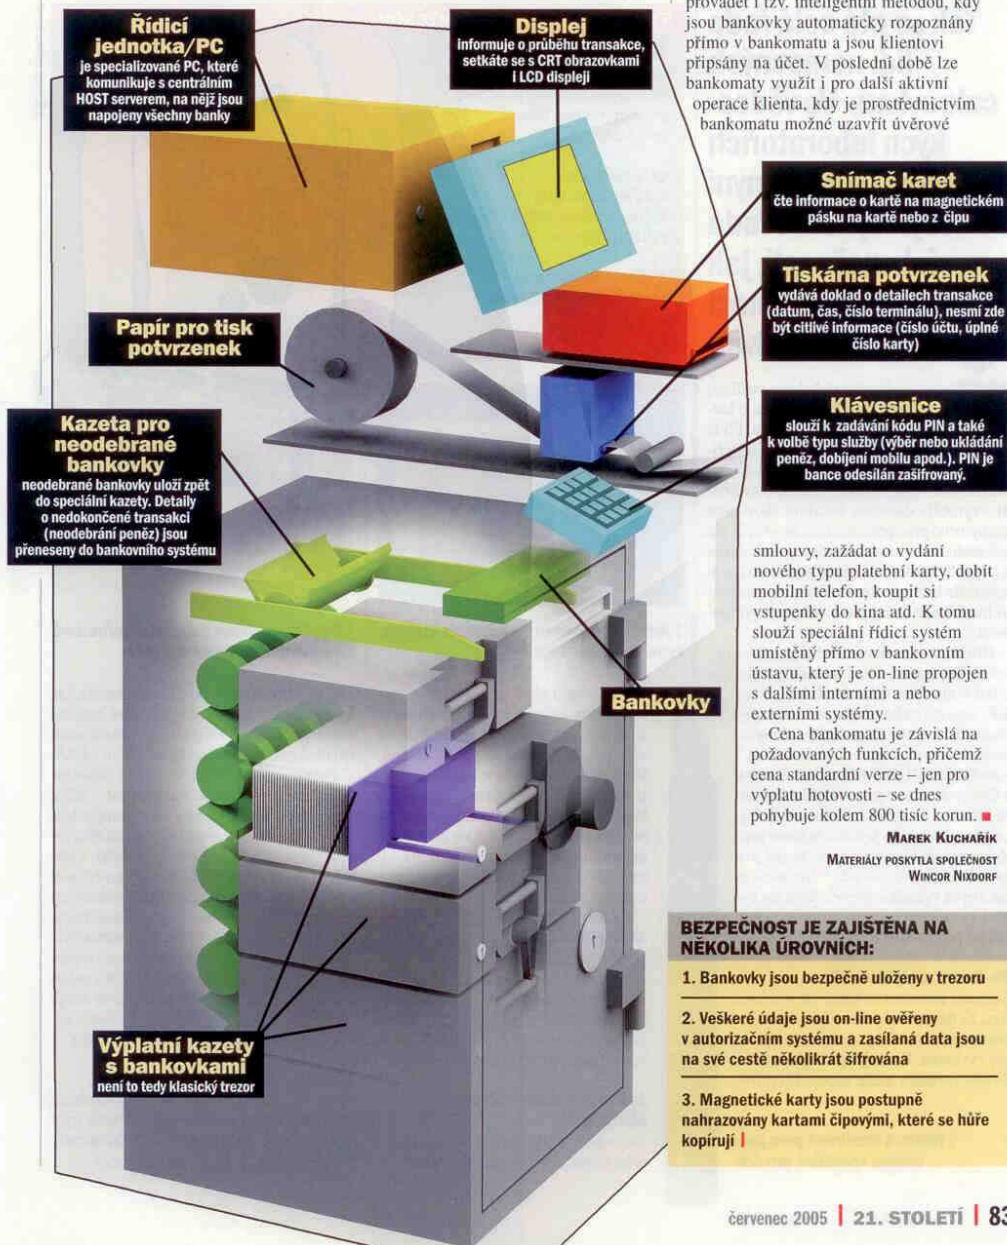 provádět i tzv. inteligentní metodou, kdy
jsou bankovky automaticky rozpoznány
přímo v bankomatu a jsou klientovi
připsány na účet. V poslední době lze
bankomaty využít i pro další aktivní
operace klienta, kdy je prostřednictvím
bankomatu možné uzavřít úvěrové
Řídicí
jednotka/PC
je specializované PC, které
komunikuje s centrálním
HOST serverem, na nějž jsou
napojeny všechny banky
Displej
informuje o průběhu transakce,
setkáte se s CRT obrazovkami
i LCD displeji
Snímač karet
čte informace o kartě na magnetickém
pásku na kartě nebo z čipu
Tiskárna potvrzenek
vydává doklad o detailech transakce
(datum, čas, číslo terminálu), nesmí zde
být citlivé informace (číslo účtu, úplné
číslo karty)
Papír pro tisk
potvrzenek
Klávesnice
slouží k zadávání kódu PIN a také
k volbě typu služby (výběr nebo ukládání
peněz, dobíjení mobilu apod.). PIN je
bance odesílán zašifrovaný.
Kazeta pro
neodebrané
bankovky
neodebrané bankovky uloží zpět
do speciální kazety. Detaily
o nedokončené transakci
(neodebrání peněz) jsou
přeneseny do bankovního systému
Bankovky
Výplatní kazety
s bankovkami
není to tedy klasický trezor
smlouvy, zažádat o vydání
nového typu platební karty, dobít
mobilní telefon, koupit si
vstupenky do kina atd. K tomu
slouží speciální řídicí systém
umístěný přímo v bankovním
ústavu, který je on-line propojen
s dalšími interními a nebo
externími systémy.
Cena bankomatu je závislá na
požadovaných funkcích, přičemž
cena standardní verze – jen pro
výplatu hotovosti – se dnes
pohybuje kolem 800 tisíc korun.
MAREK KUCHAŘÍK
MATERIÁLY POSKYTLA SPOLEČNOST
WINCOR NIXDORF
BEZPEČNOST JE ZAJIŠTĚNA NA
NĚKOLIKA ÚROVNÍCH:
1. Bankovky jsou bezpečně uloženy v trezoru
2. Veškeré údaje jsou on-line ověřeny
v autorizačním systému a zasílaná data jsou
na své cestě několikrát šifrována
3. Magnetické karty jsou postupně
nahrazovány kartami čipovými, které se hůře
kopírují
červenec 2005 | 21. STOLETÍ | 83